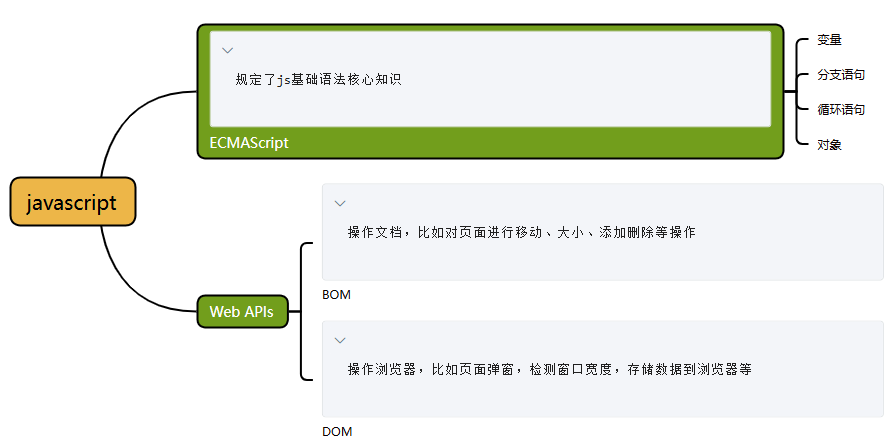 javascript
规定了js基础语法核心知识
ECMAScript
变量
分支语句
循环语句
对象
Web APIs
操作文档，比如对页面进行移动、大小、添加删除等操作
BOM
操作浏览器，比如页面弹窗，检测窗口宽度，存储数据到浏览器等
DOM